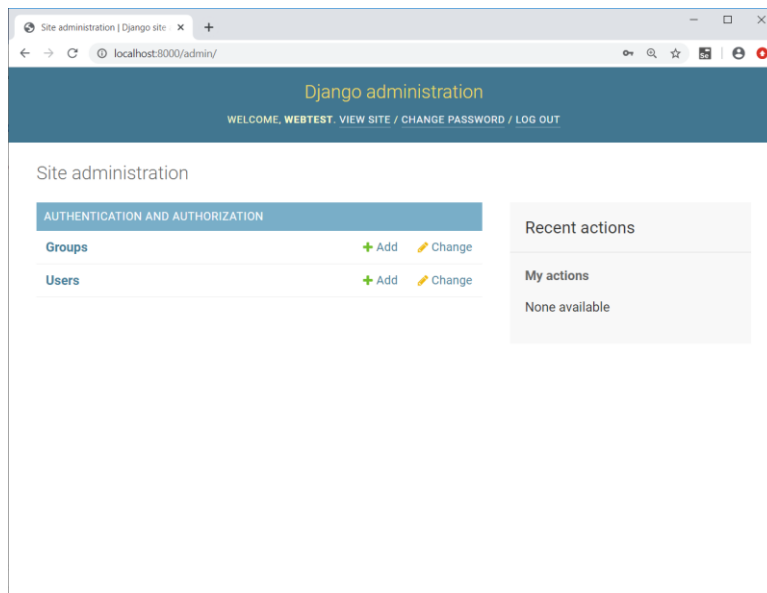 Site administration | Django site
localhost:8000/admin/
Se
Django administration
WELCOME, WEBTEST. VIEW SITE / CHANGE PASSWORD / LOG OUT
Site administration
AUTHENTICATION AND AUTHORIZATION
Groups Add Change
Users Add Change
Recent actions
My actions
None available